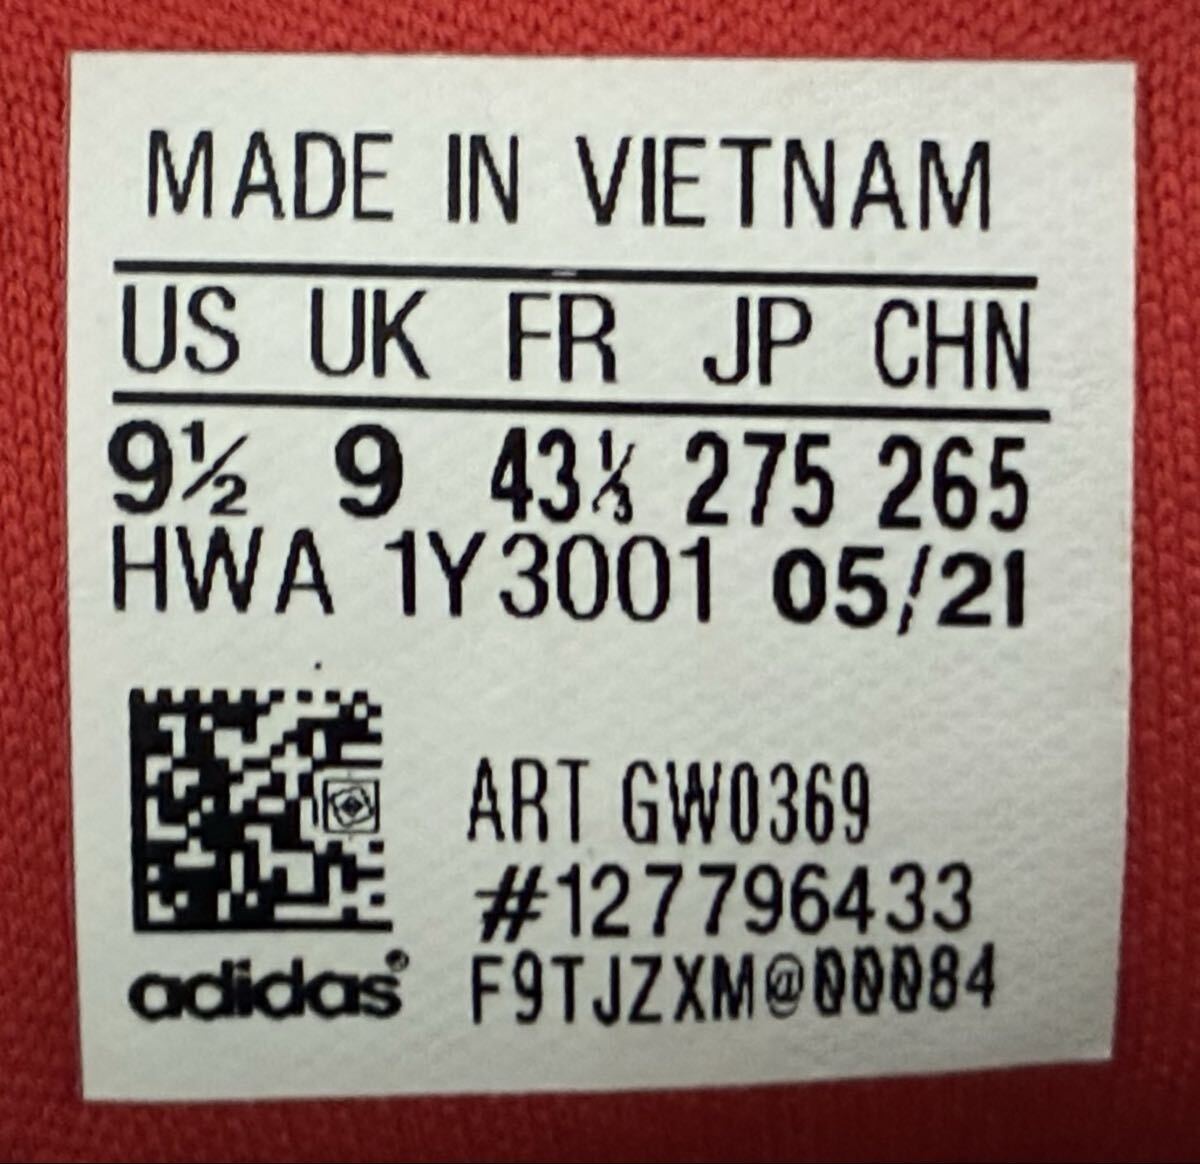 MADE IN VIETNAM
US UK FR JP CHN
9½ 9 43⅓ 275 265
HWA 1Y3001 05/21
ART GW0369
#127796433
adidas® F9TJZXM@00084